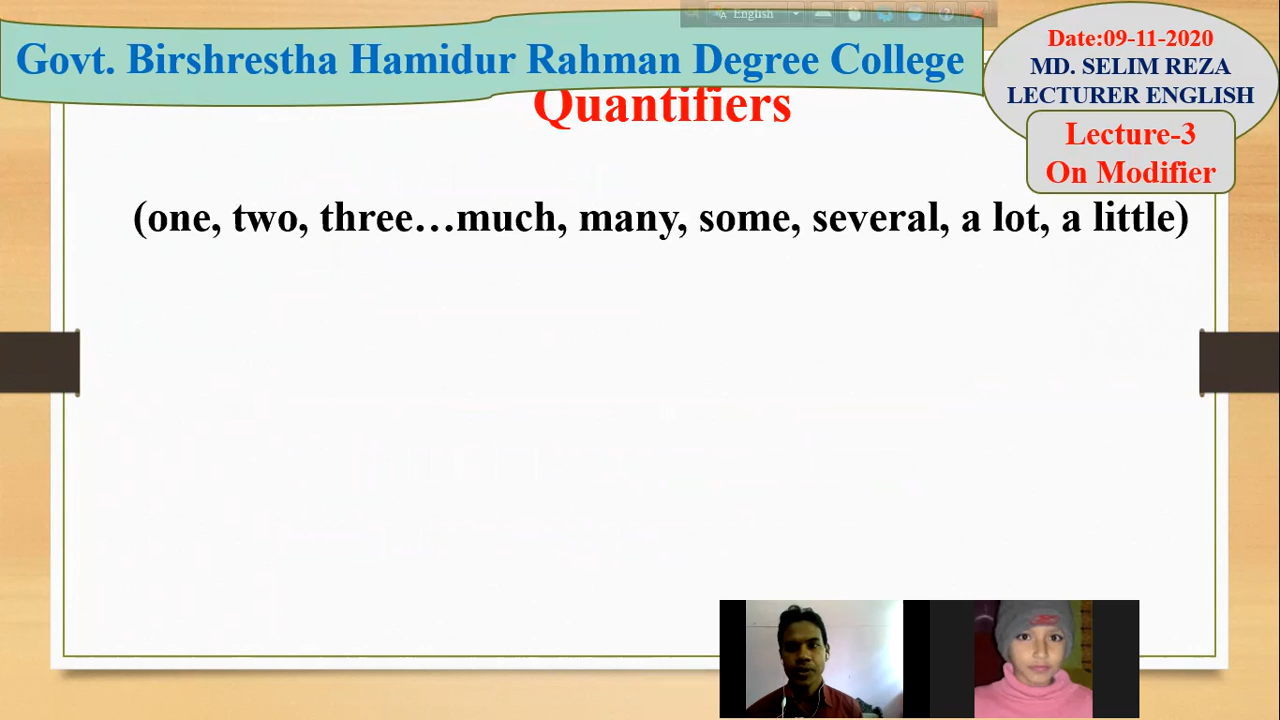 English
Govt. Birshrestha Hamidur Rahman Degree College
Date:09-11-2020
MD. SELIM REZA
LECTURER ENGLISH
Lecture-3
On Modifier
Quantifiers
(one, two, three…much, many, some, several, a lot, a little)